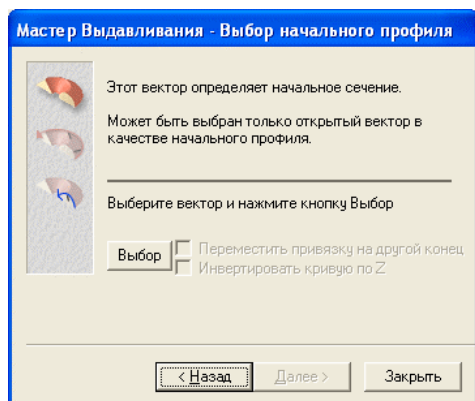 Мастер Выдавливания - Выбор начального профиля
Этот вектор определяет начальное сечение.
Может быть выбран только открытый вектор в
качестве начального профиля.
Выберите вектор и нажмите кнопку Выбор
Выбор
Переместить привязку на другой конец
Инвертировать кривую по Z
< Назад
Далее >
Закрыть